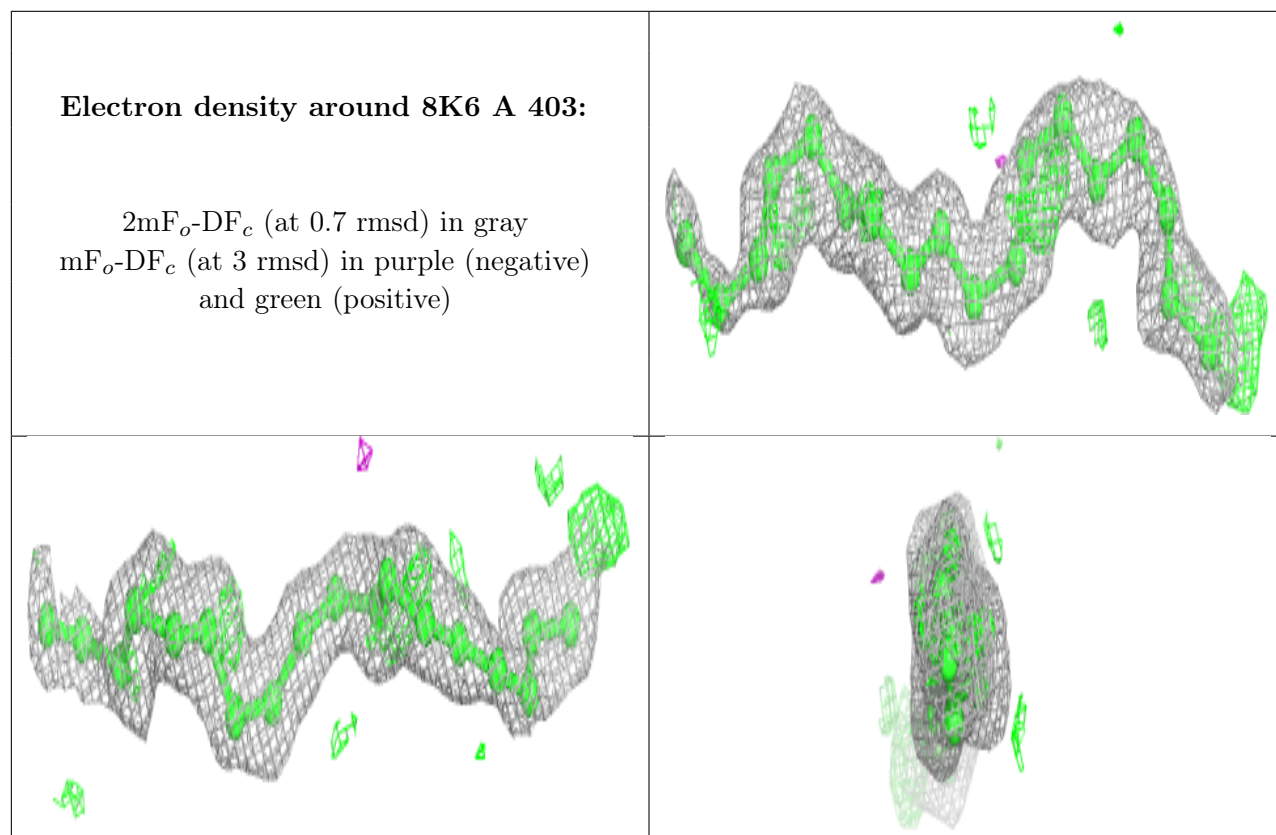 Electron density around 8K6 A 403:
2mFo-DFc (at 0.7 rmsd) in gray
mFo-DFc (at 3 rmsd) in purple (negative)
and green (positive)